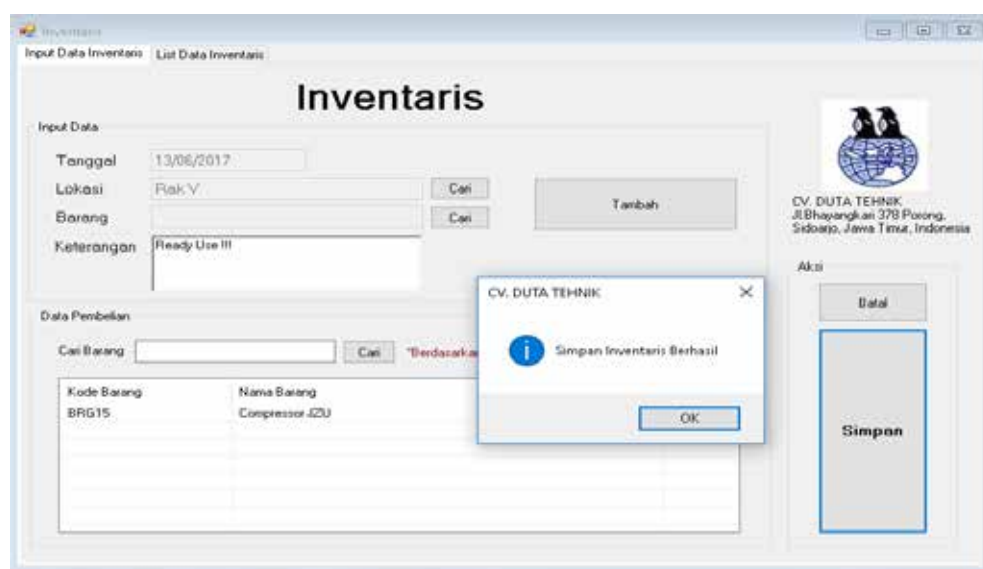 Inventaris
Input Data Inventaris
List Data Inventaris
Inventaris
Input Data
Tanggal
13/06/2017
Lokasi
Rak V
Cari
Barang
Cari
Tambah
Keterangan
Ready Use !!!
CV. DUTA TEHNIK
Jl.Bhayangkari 378 Porong,
Sidoarjo, Jawa Timur, Indonesia
Aksi
Batal
Simpan
Data Pembelian
Cari Barang
Cari
*Berdasarkan
Kode Barang
Nama Barang
BRG15
Compressor JZU
CV. DUTA TEHNIK
Simpan Inventaris Berhasil
OK